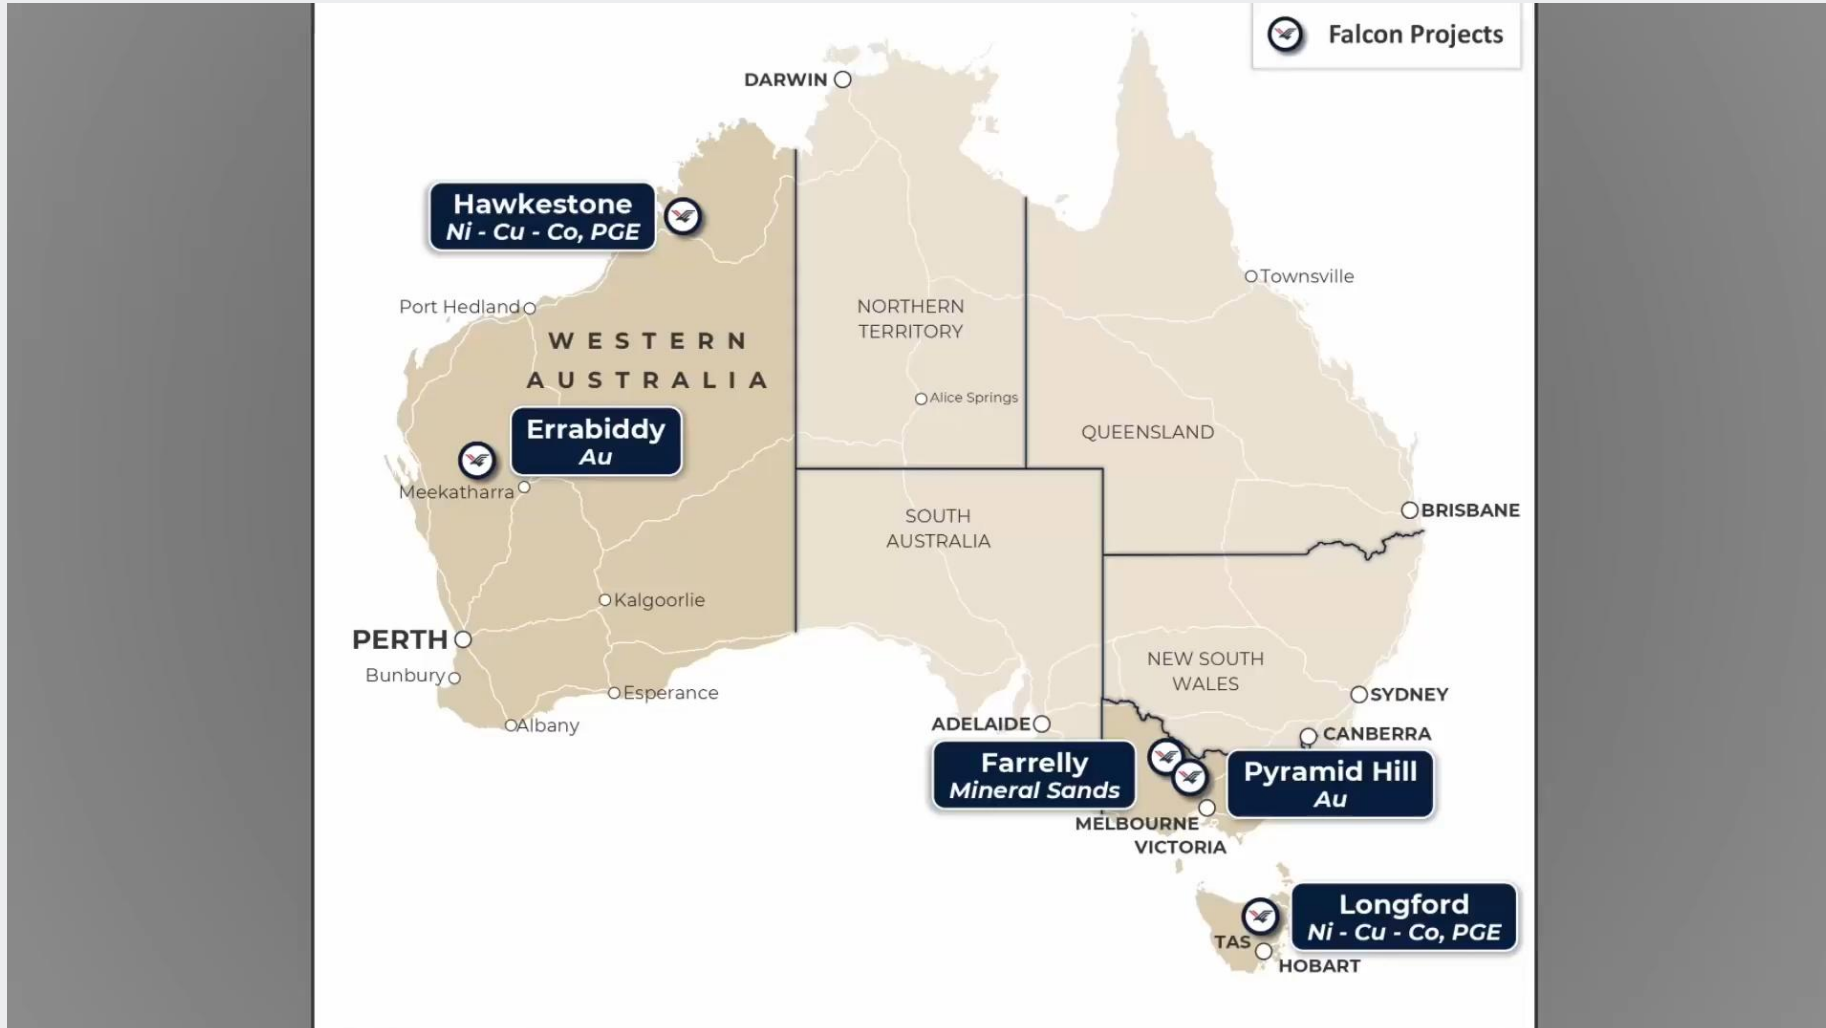 Falcon Projects
DARWIN
Hawkestone
Ni - Cu - Co, PGE
Townsville
Port Hedland
NORTHERN
TERRITORY
WESTERN
AUSTRALIA
Alice Springs
Errabiddy
Au
QUEENSLAND
Meekatharra
BRISBANE
SOUTH
AUSTRALIA
Kalgoorlie
PERTH
Bunbury
NEW SOUTH
WALES
Esperance
SYDNEY
Albany
ADELAIDE
CANBERRA
Farrelly
Mineral Sands
Pyramid Hill
Au
MELBOURNE
VICTORIA
Longford
Ni - Cu - Co, PGE
TAS
HOBART